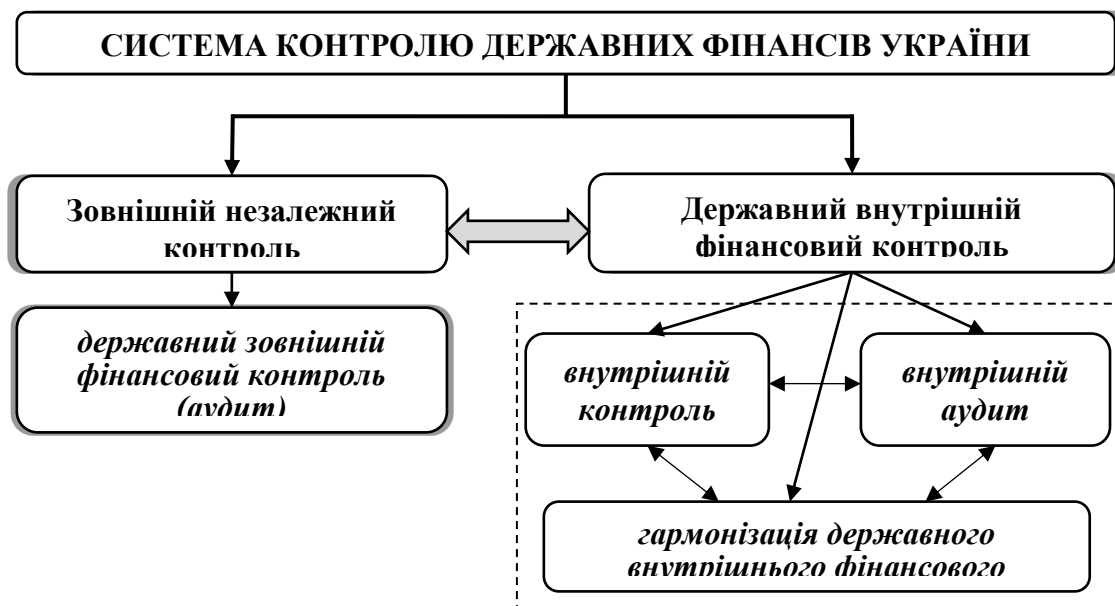 СИСТЕМА КОНТРОЛЮ ДЕРЖАВНИХ ФІНАНСІВ УКРАЇНИ
Зовнішній незалежний
контроль
Державний внутрішній
фінансовий контроль
державний зовнішній
фінансовий контроль
(аудит)
внутрішній
контроль
внутрішній
аудит
гармонізація державного
внутрішнього фінансового